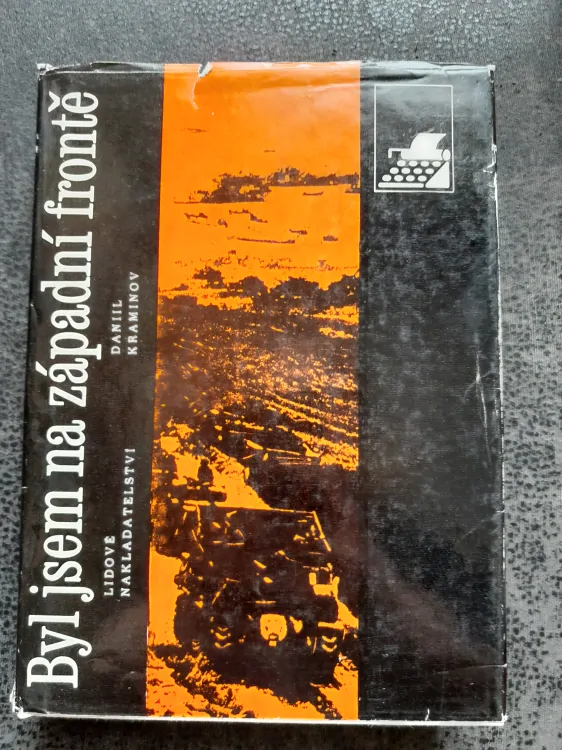 Byl jsem na západní frontě
DANIIL
KRAMINOV
LIDOVÉ
NAKLADATELSTVÍ